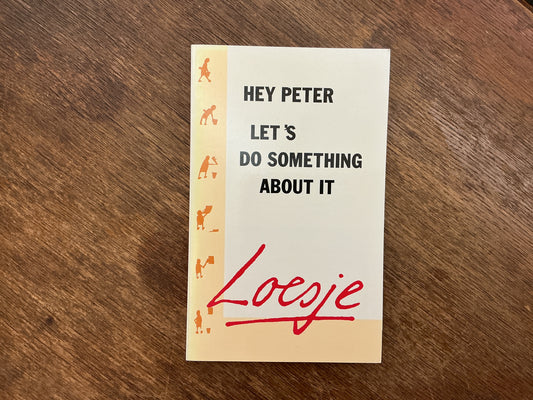 HEY PETER
LET'S
DO SOMETHING
ABOUT IT
Loesje